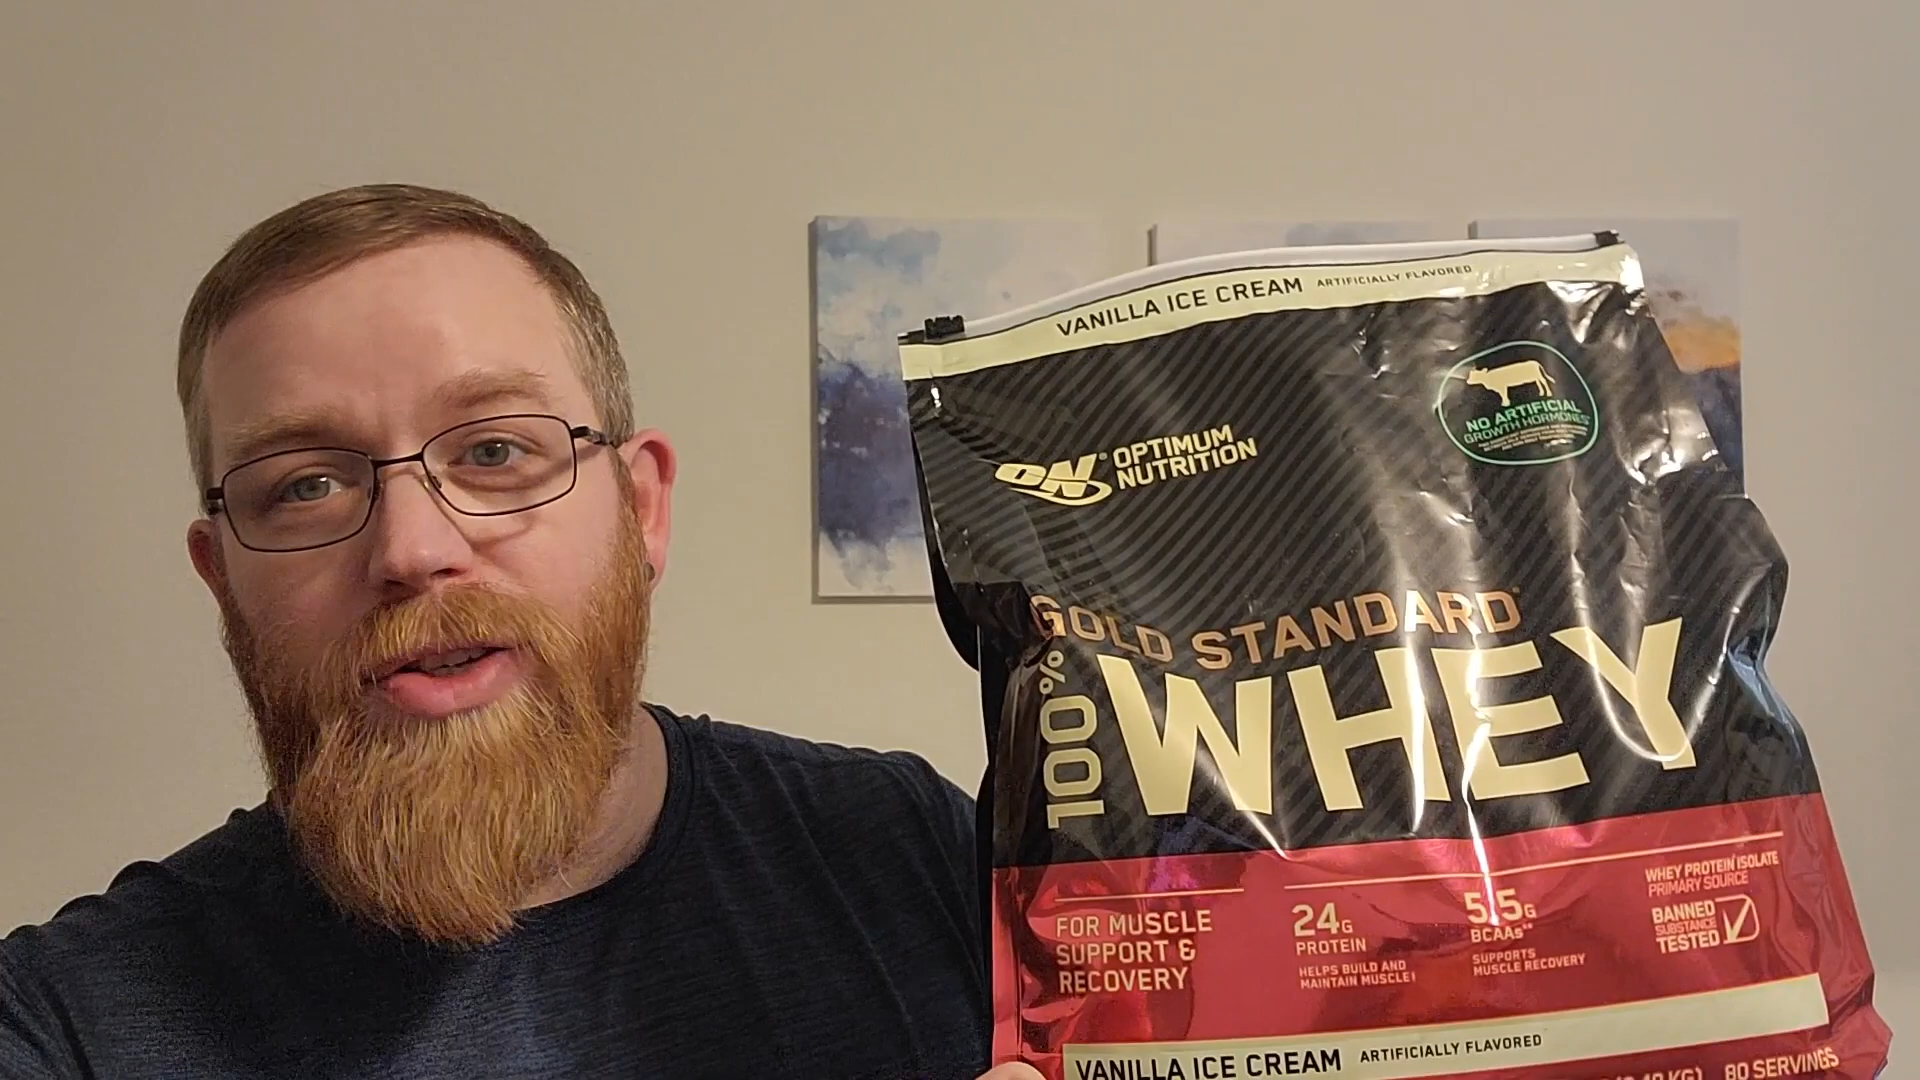 VANILLA ICE CREAM ARTIFICIALLY FLAVORED
NO ARTIFICIAL
GROWTH HORMONES
ON® OPTIMUM
NUTRITION
GOLD STANDARD®
100% WHEY
FOR MUSCLE
SUPPORT &
RECOVERY
24G
PROTEIN
HELPS BUILD AND
MAINTAIN MUSCLE
5.5G
BCAAs
SUPPORTS
MUSCLE RECOVERY
WHEY PROTEIN ISOLATE
PRIMARY SOURCE
BANNED
SUBSTANCE
TESTED
VANILLA ICE CREAM ARTIFICIALLY FLAVORED
KG) 80 SERVINGS